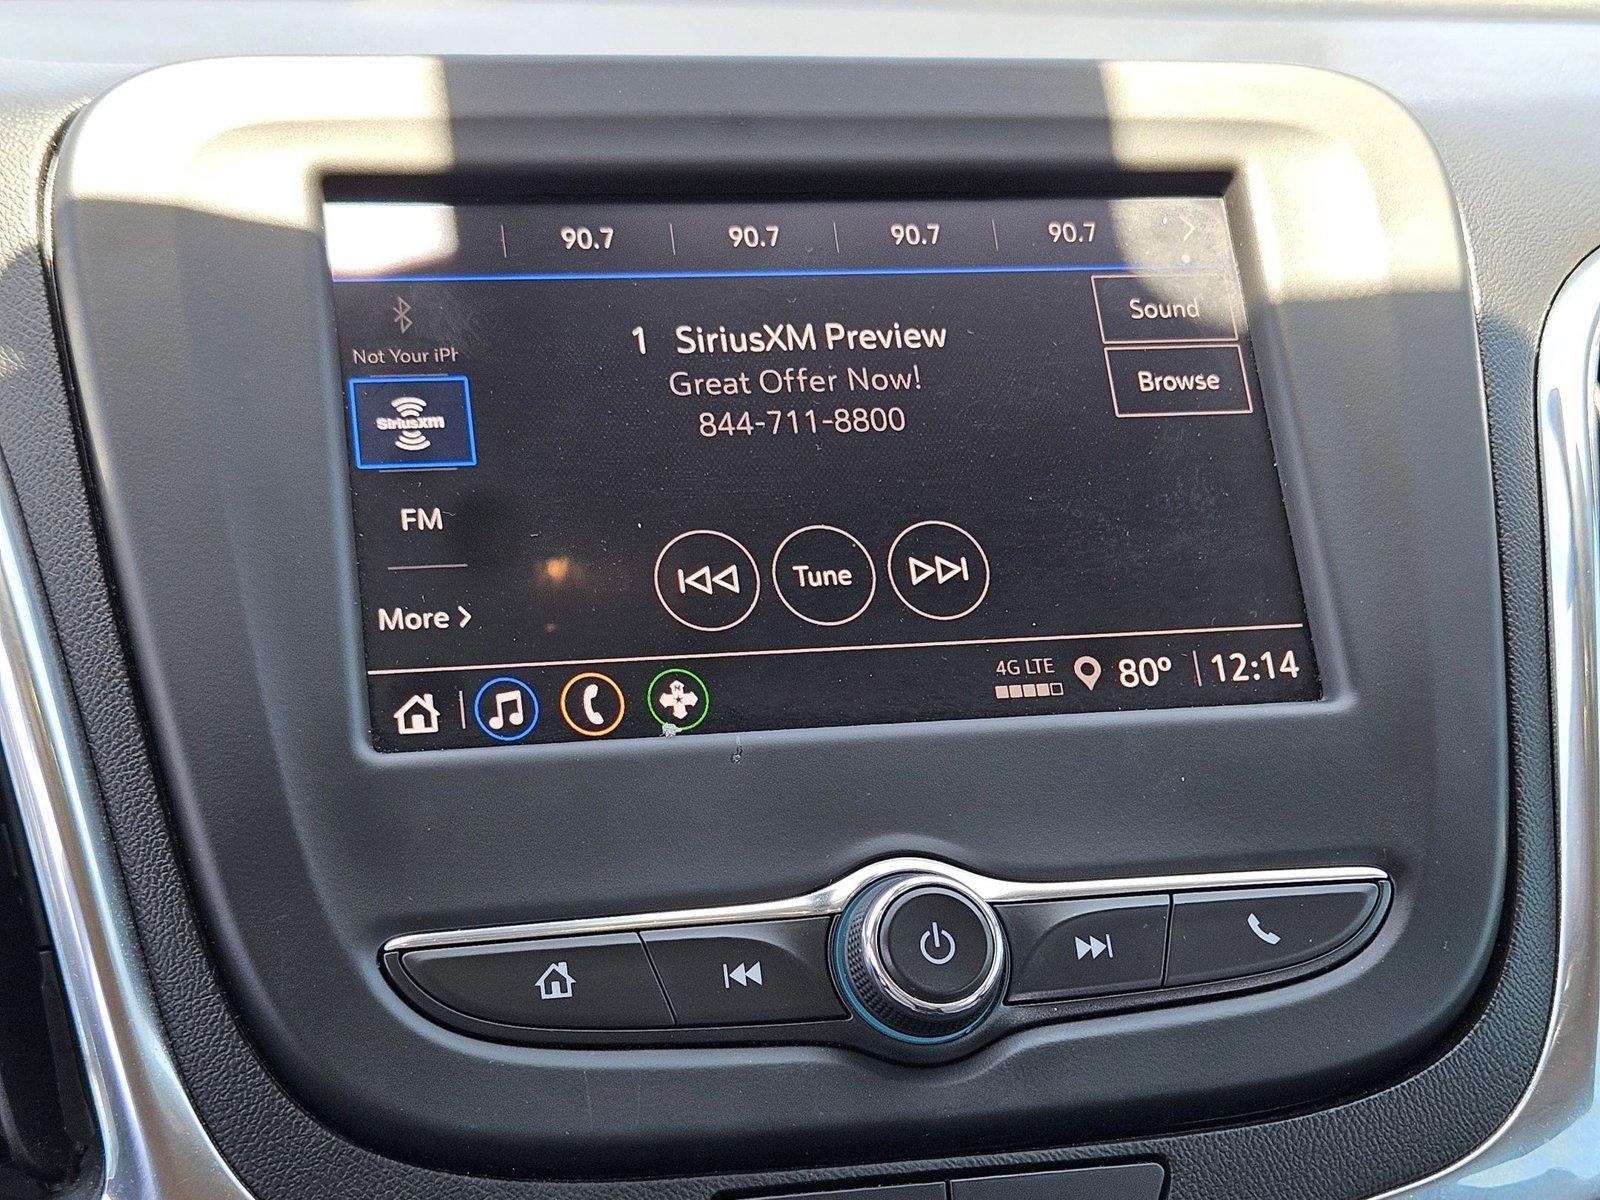 90.7 90.7 90.7 90.7
Not Your iPh
SiriusXM
FM
More
1 SiriusXM Preview
Great Offer Now!
844-711-8800
Sound
Browse
Tune
N
4G LTE
80º
12:14